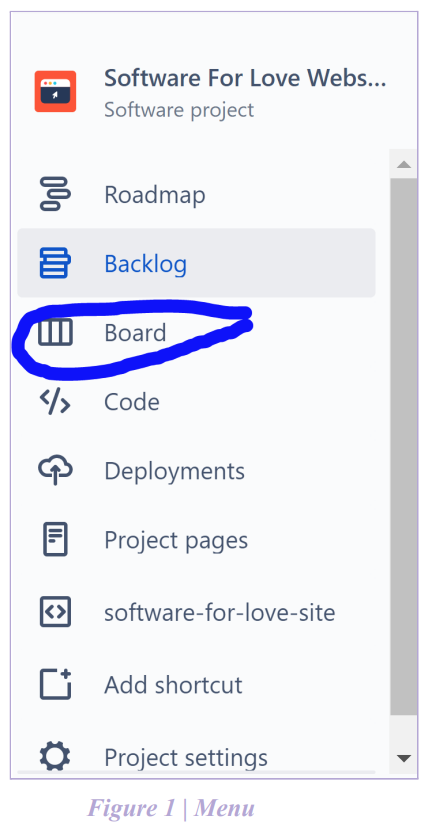 Software For Love Webs...
Software project
Roadmap
Backlog
Board
Code
Deployments
Project pages
software-for-love-site
Add shortcut
Project settings
Figure 1 | Menu